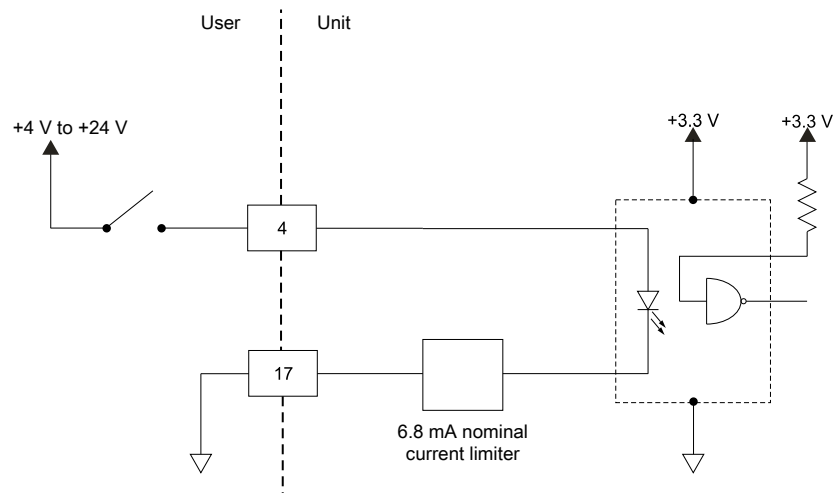 User
Unit
+4 V to +24 V
+3.3 V
+3.3 V
4
17
6.8 mA nominal
current limiter